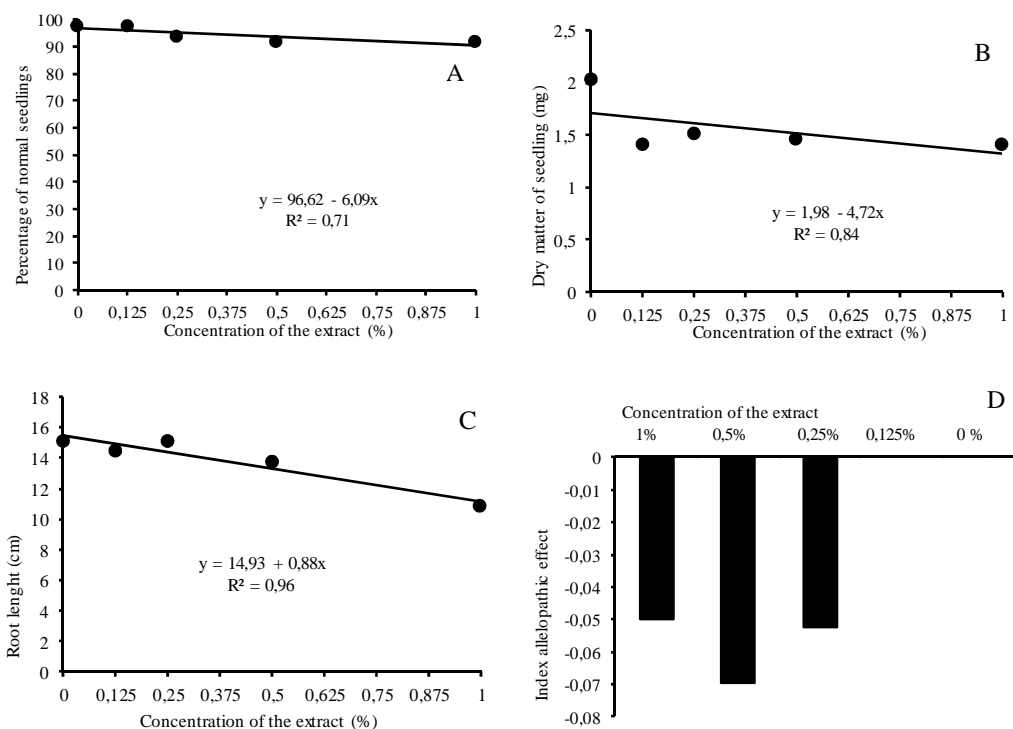 100
90
80
70
60
50
40
30
20
10
0
Percentage of normal seedlings
A
y = 96,62 - 6,09x
R² = 0,71
0 0,125 0,25 0,375 0,5 0,625 0,75 0,875 1
Concentration of the extract (%)
2,5
2
1,5
1
0,5
0
Dry matter of seedling (mg)
B
y = 1,98 - 4,72x
R² = 0,84
0 0,125 0,25 0,375 0,5 0,625 0,75 0,875 1
Concentration of the extract (%)
18
16
14
12
10
8
6
4
2
0
Root lenght (cm)
C
y = 14,93 + 0,88x
R² = 0,96
0 0,125 0,25 0,375 0,5 0,625 0,75 0,875 1
Concentration of the extract (%)
D
Concentration of the extract
1% 0,5% 0,25% 0,125% 0 %
0
-0,01
-0,02
-0,03
-0,04
-0,05
-0,06
-0,07
-0,08
Index allelopathic effect